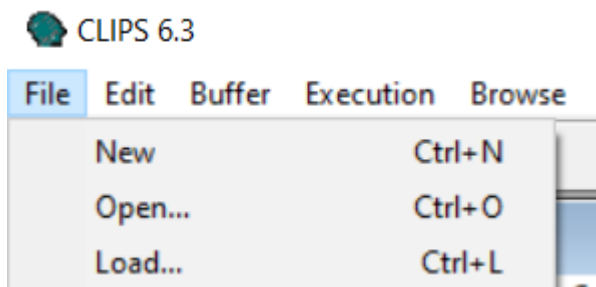 CLIPS 6.3
File Edit Buffer Execution Browse
New Ctrl+N
Open... Ctrl+O
Load... Ctrl+L